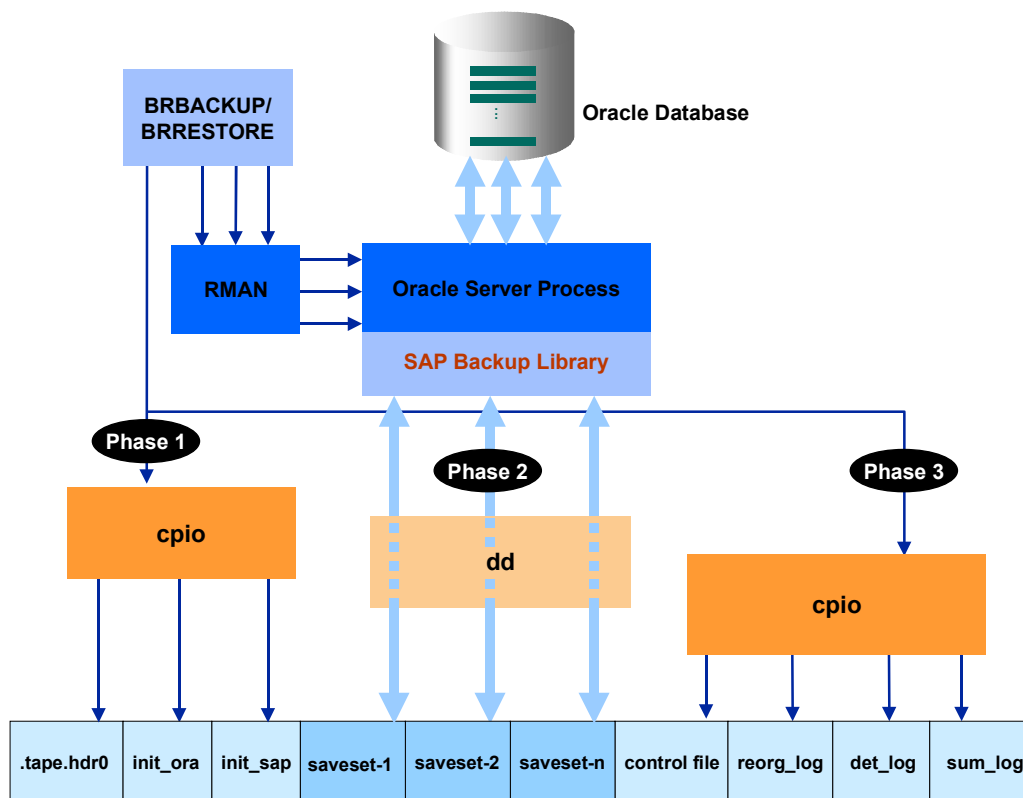 BRBACKUP/
BRRESTORE
Oracle Database
RMAN
Oracle Server Process
SAP Backup Library
Phase 1
Phase 2
Phase 3
cpio
dd
cpio
.tape.hdr0
init_ora
init_sap
saveset-1
saveset-2
saveset-n
control file
reorg_log
det_log
sum_log